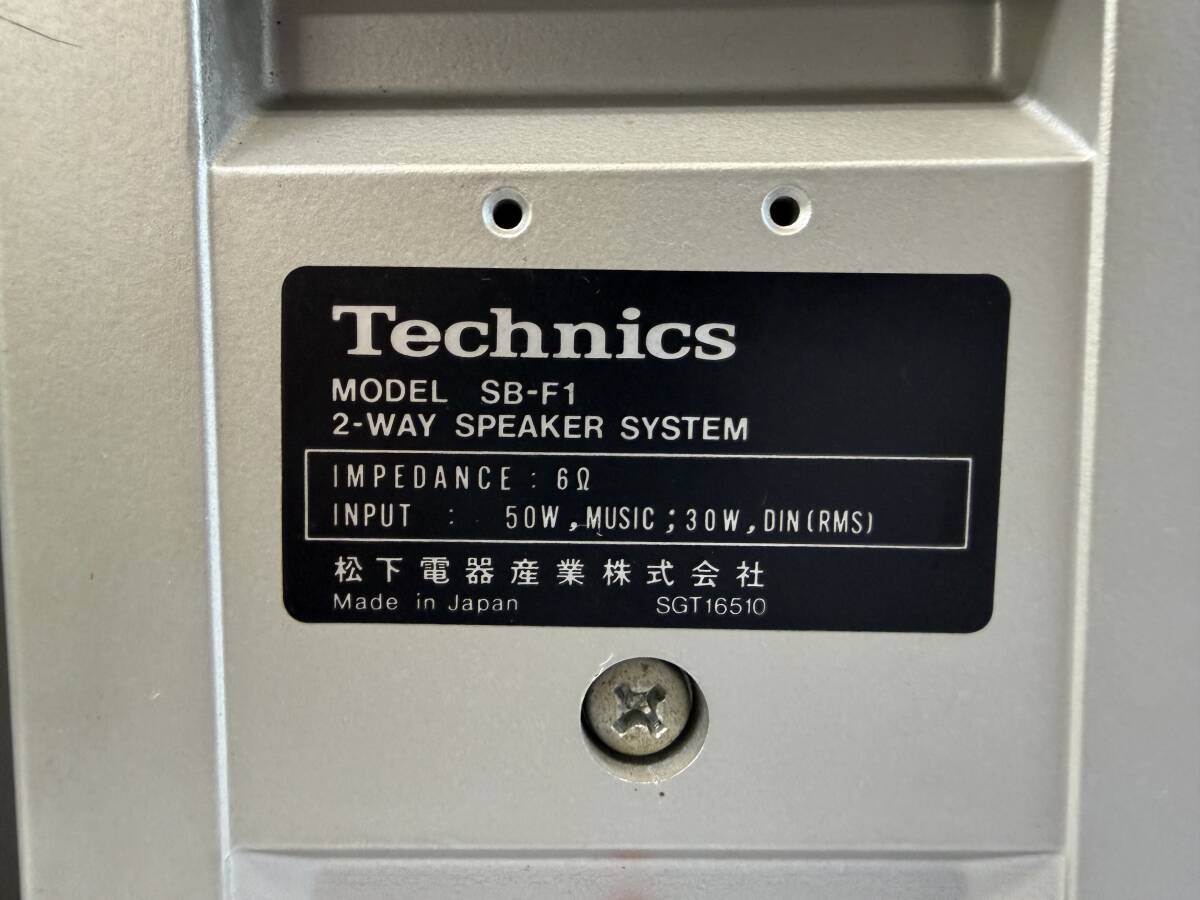 Technics
MODEL SB-F1
2-WAY SPEAKER SYSTEM
IMPEDANCE : 6Ω
INPUT : 50W, MUSIC ; 30W, DIN(RMS)
松下電器産業株式会社
Made in Japan SGT16510